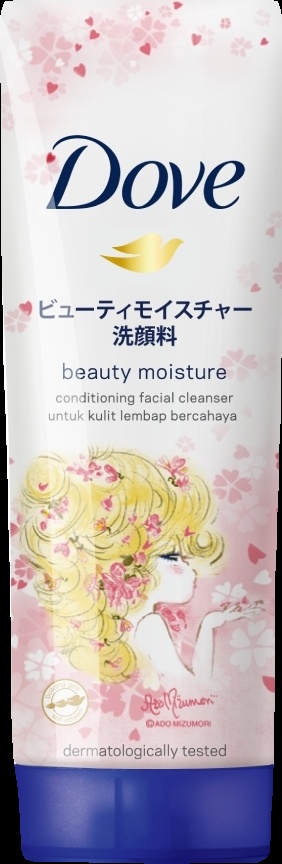 Dove
ビューティモイスチャー
洗顔料
beauty moisture
conditioning facial cleanser
untuk kulit lembap bercahaya
Ado Mizumori
©ADO MIZUMORI
dermatologically tested